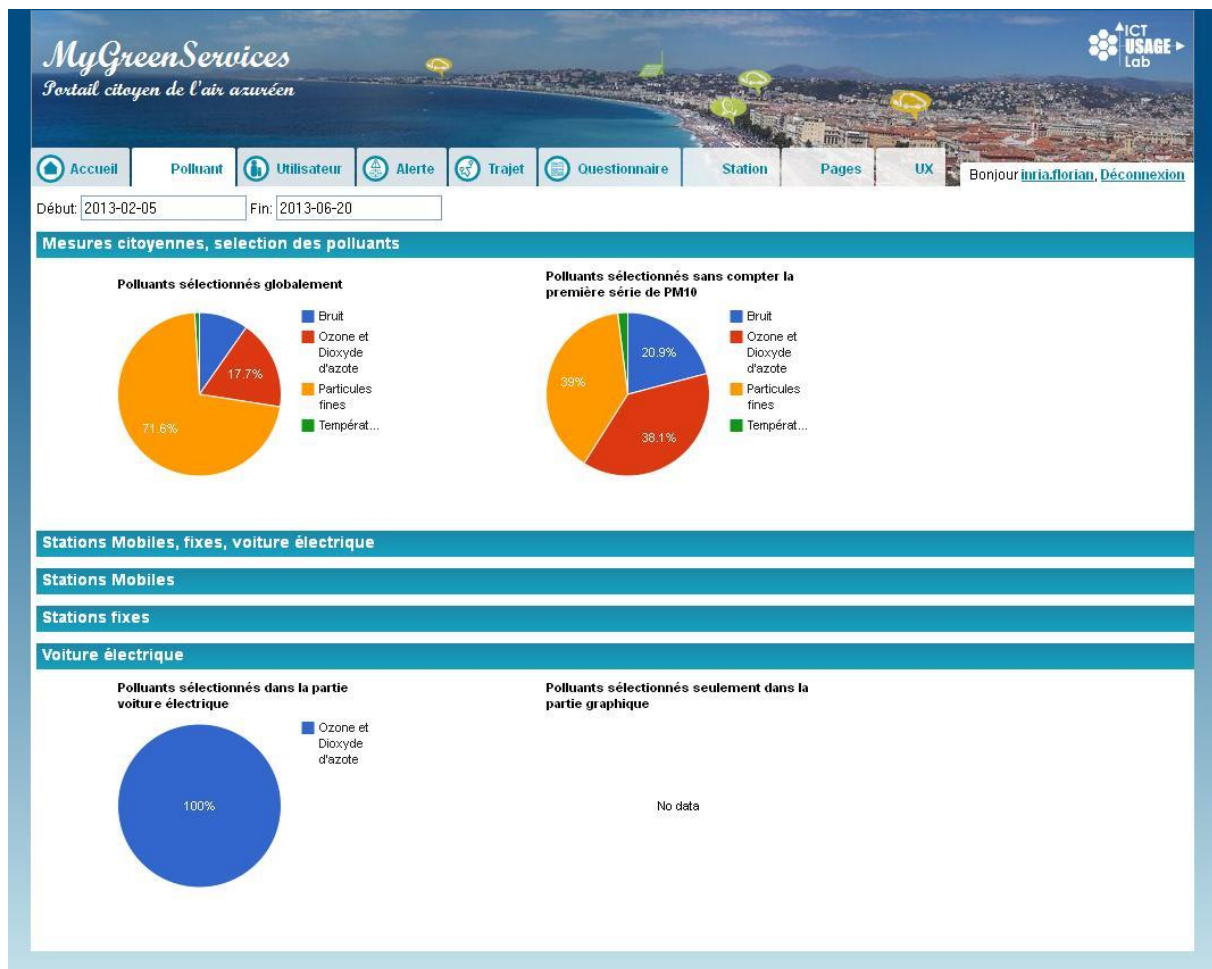 MyGreenServices
Portail citoyen de l'air azuréen
ICT
USAGE
Lab
Accueil
Polluant
Utilisateur
Alerte
Trajet
Questionnaire
Station
Pages
UX
Bonjour inria.florian, Déconnexion
Début: 2013-02-05
Fin: 2013-06-20
Mesures citoyennes, selection des polluants
Polluants sélectionnés globalement
17.7%
71.6%
Bruit
Ozone et
Dioxyde
d'azote
Particules
fines
Températ...
Polluants sélectionnés sans compter la
première série de PM10
20.9%
39%
38.1%
Bruit
Ozone et
Dioxyde
d'azote
Particules
fines
Températ...
Stations Mobiles, fixes, voiture électrique
Stations Mobiles
Stations fixes
Voiture électrique
Polluants sélectionnés dans la partie
voiture électrique
Ozone et
Dioxyde
d'azote
100%
Polluants sélectionnés seulement dans la
partie graphique
No data